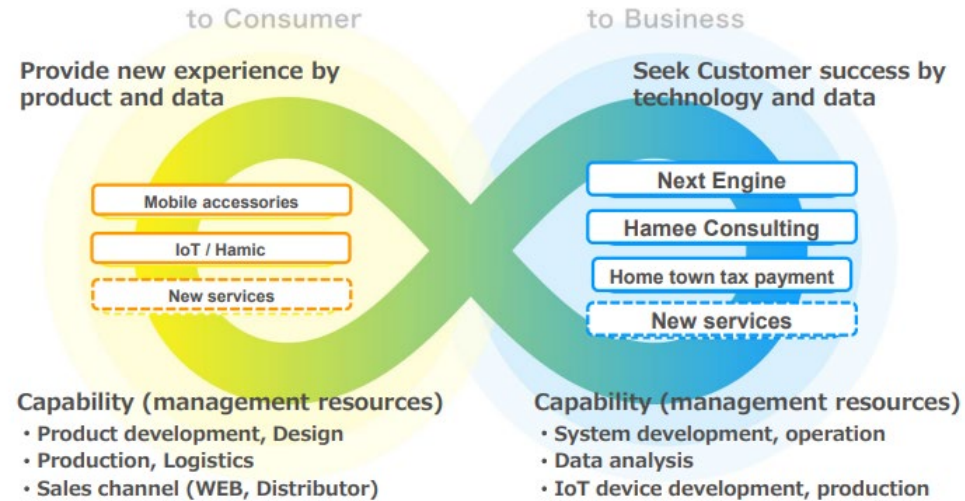 to Consumer
to Business
Provide new experience by
product and data
Seek Customer success by
technology and data
Mobile accessories
IoT / Hamic
New services
Next Engine
Hamee Consulting
Home town tax payment
New services
Capability (management resources)
・Product development, Design
・Production, Logistics
・Sales channel (WEB, Distributor)
Capability (management resources)
・System development, operation
・Data analysis
・IoT device development, production